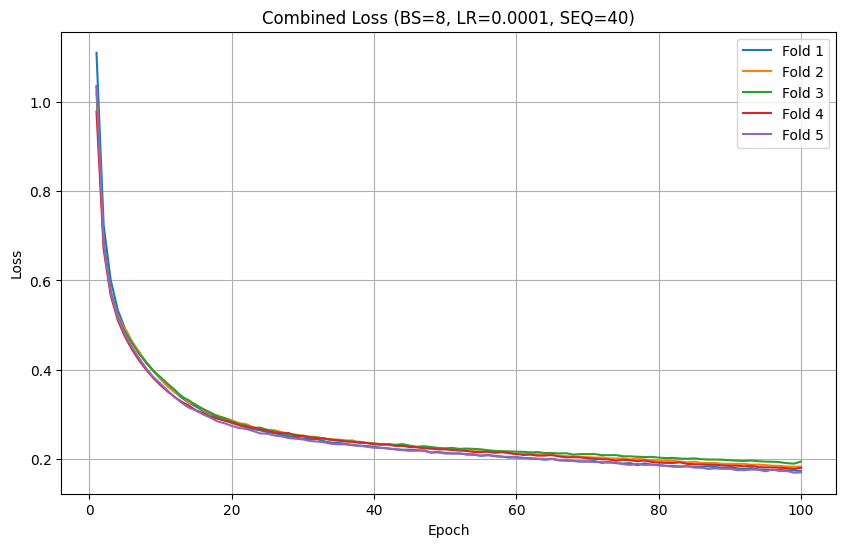 Combined Loss (BS=8, LR=0.0001, SEQ=40)
Fold 1
Fold 2
Fold 3
Fold 4
Fold 5
Loss
1.0
0.8
0.6
0.4
0.2
0 20 40 60 80 100
Epoch